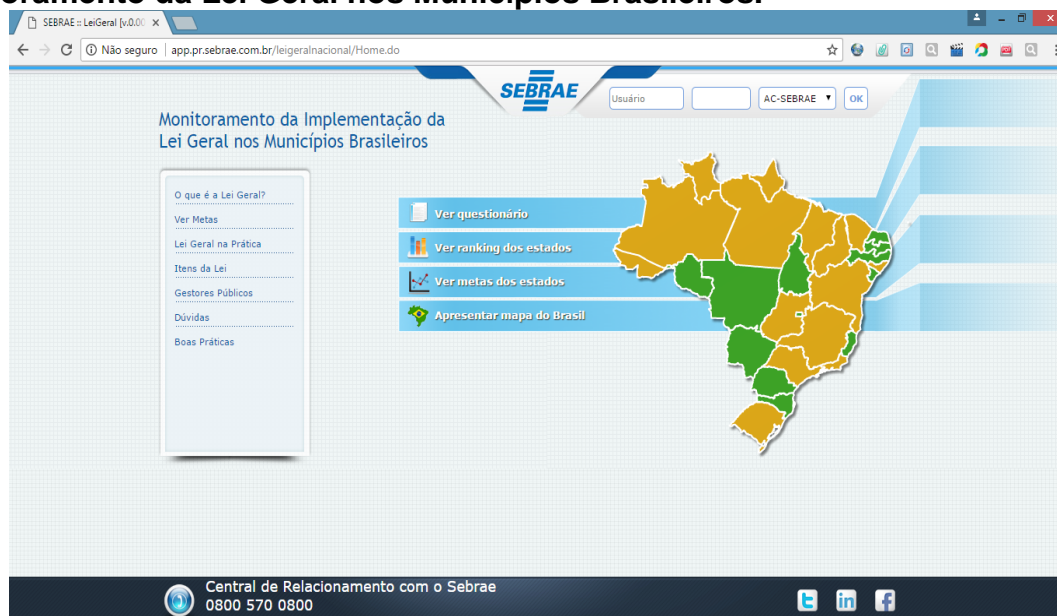 oramento da Lei Geral nos Municípios Brasileiros.
SEBRAE :: LeiGeral [v.0.00
Não seguro | app.pr.sebrae.com.br/leigeralnacional/Home.do
SEBRAE
Usuário
AC-SEBRAE
OK
Monitoramento da Implementação da
Lei Geral nos Municípios Brasileiros
O que é a Lei Geral?
Ver Metas
Lei Geral na Prática
Itens da Lei
Gestores Públicos
Dúvidas
Boas Práticas
Ver questionário
Ver ranking dos estados
Ver metas dos estados
Apresentar mapa do Brasil
Central de Relacionamento com o Sebrae
0800 570 0800